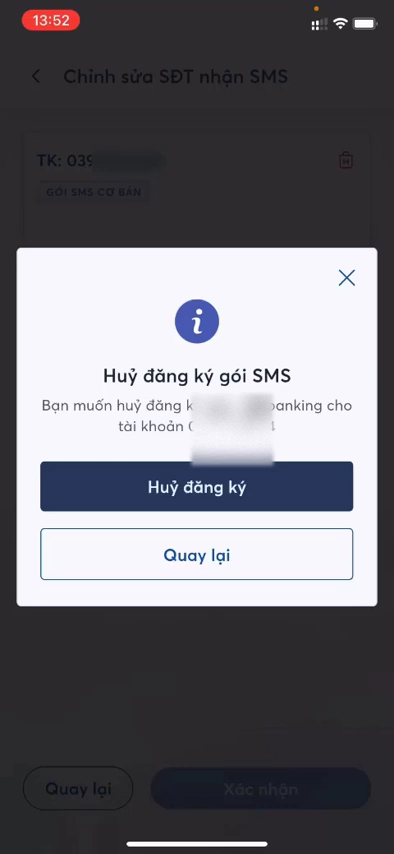 13:52
Chỉnh sửa SĐT nhận SMS
TK: 039
GÓI SMS CƠ BẢN
Huỷ đăng ký gói SMS
Bạn muốn huỷ đăng banking cho
tài khoản
Huỷ đăng ký
Quay lại
Quay lại
Xác nhận